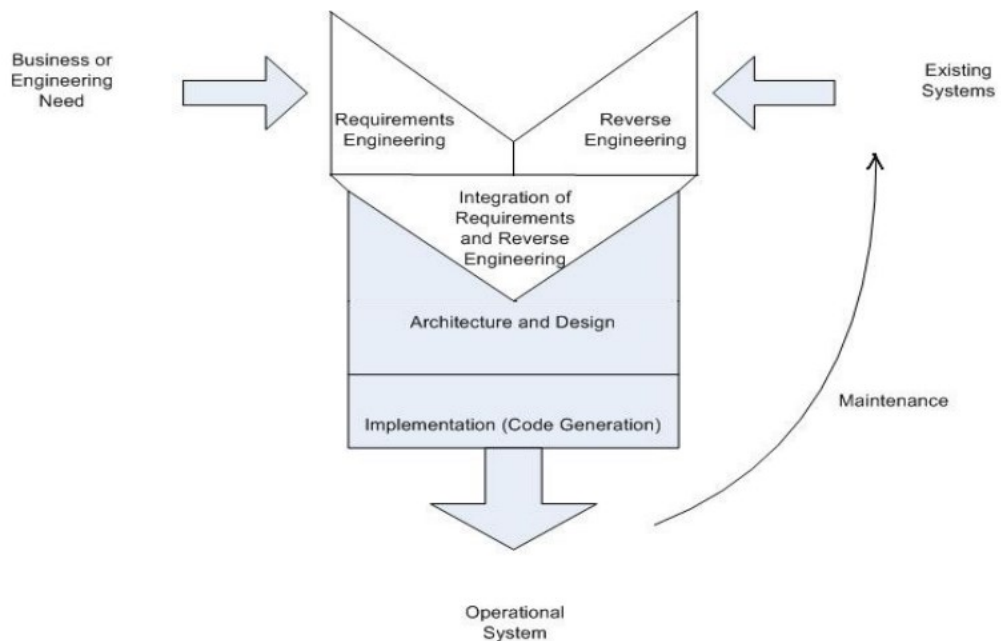 Business or
Engineering
Need
Existing
Systems
Requirements
Engineering
Reverse
Engineering
Integration of
Requirements
and Reverse
Engineering
Architecture and Design
Maintenance
Implementation (Code Generation)
Operational
System